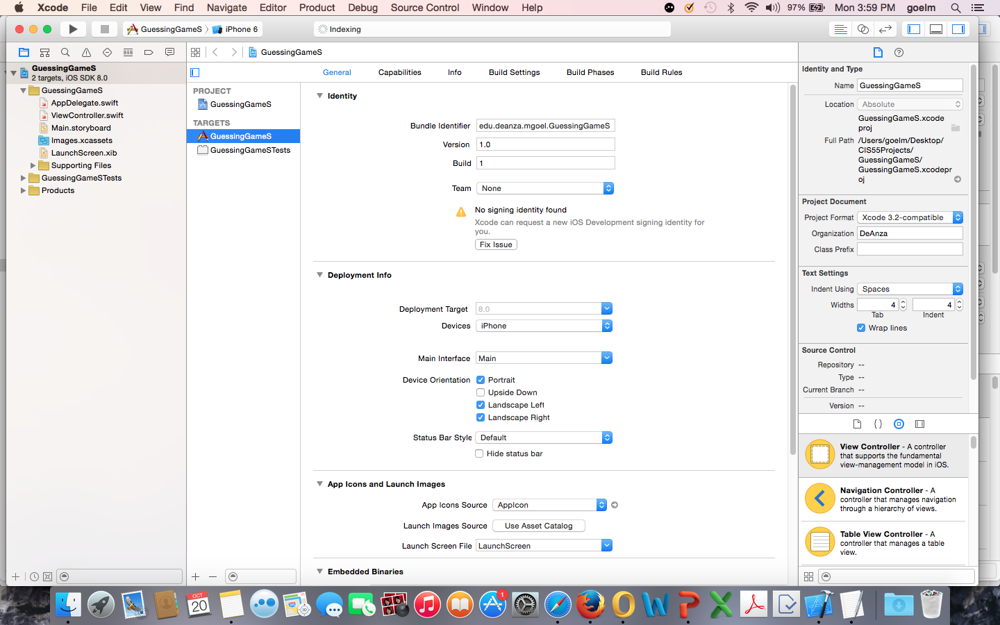 Xcode File Edit View Find Navigate Editor Product Debug Source Control Window Help 97% Mon 3:59 PM goelm
GuessingGameS iPhone 6 Indexing
GuessingGameS
2 targets, iOS SDK 8.0
GuessingGameS
AppDelegate.swift
ViewController.swift
Main.storyboard
Images.xcassets
LaunchScreen.xib
Supporting Files
GuessingGameSTests
Products
GuessingGameS
General Capabilities Info Build Settings Build Phases Build Rules
PROJECT
GuessingGameS
TARGETS
GuessingGameS
GuessingGameSTests
Identity
Bundle Identifier edu.deanza.mgoel.GuessingGameS
Version 1.0
Build 1
Team None
No signing identity found
Xcode can request a new iOS Development signing identity for
you.
Fix Issue
Deployment Info
Deployment Target 8.0
Devices iPhone
Main Interface Main
Device Orientation Portrait
Upside Down
Landscape Left
Landscape Right
Status Bar Style Default
Hide status bar
App Icons and Launch Images
App Icons Source AppIcon
Launch Images Source Use Asset Catalog
Launch Screen File LaunchScreen
Embedded Binaries
Identity and Type
Name GuessingGameS
Location Absolute
GuessingGameS.xcode
proj
Full Path /Users/goelm/Desktop/
CIS55Projects/
GuessingGameS/
GuessingGameS.xcodepr
oj
Project Document
Project Format Xcode 3.2-compatible
Organization DeAnza
Class Prefix
Text Settings
Indent Using Spaces
Widths 4 4
Tab Indent
Wrap lines
Source Control
Repository --
Type --
Current Branch --
Version --
{}
View Controller - A controller
that supports the fundamental
view-management model in iOS.
Navigation Controller - A
controller that manages navigation
through a hierarchy of views.
Table View Controller - A
controller that manages a table
view.
OCT
20
3D
1